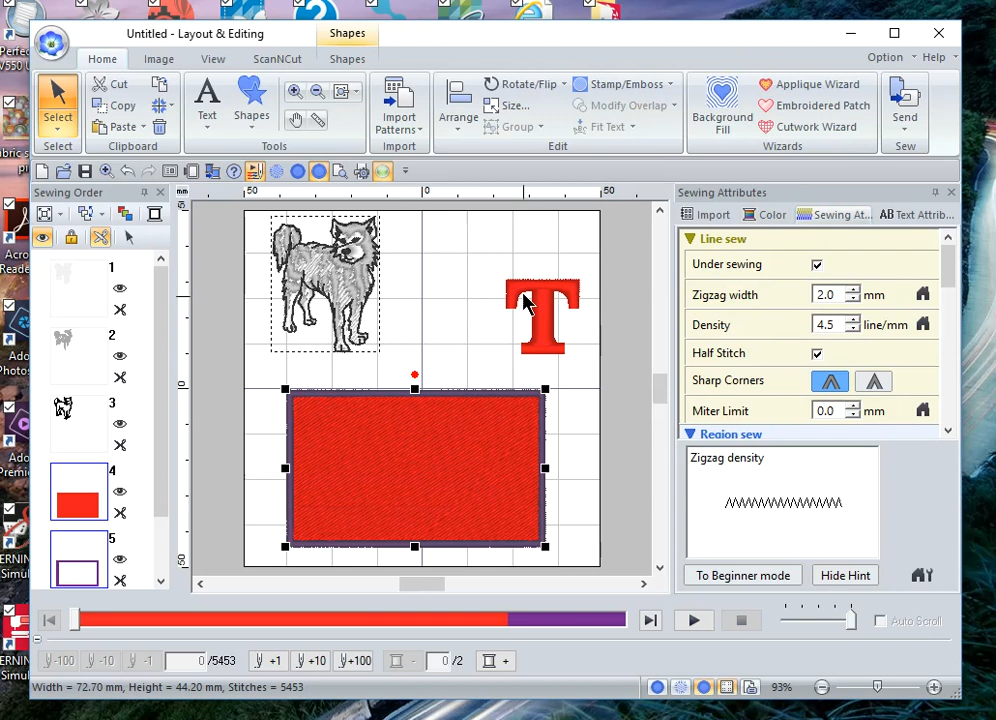 Untitled - Layout & Editing
Shapes
Home
Image
View
ScanNCut
Shapes
Option
Help
Select
Cut
Copy
Paste
Text
Shapes
Import
Patterns
Arrange
Rotate/Flip
Size...
Group
Stamp/Emboss
Modify Overlap
Fit Text
Background
Fill
Applique Wizard
Embroidered Patch
Cutwork Wizard
Send
Select
Clipboard
Tools
Import
Edit
Wizards
Sew
Sewing Order
mm
50
0
50
Sewing Attributes
Import
Color
Sewing At...
Text Attrib...
1
2
3
4
5
T
Line sew
Under sewing
Zigzag width
2.0
mm
Density
4.5
line/mm
Half Stitch
Sharp Corners
Miter Limit
0.0
mm
Region sew
Zigzag density
To Beginner mode
Hide Hint
Auto Scroll
-100
-10
-1
0
/5453
+1
+10
+100
-
0
/2
+
Width = 72.70 mm, Height = 44.20 mm, Stitches = 5453
93%